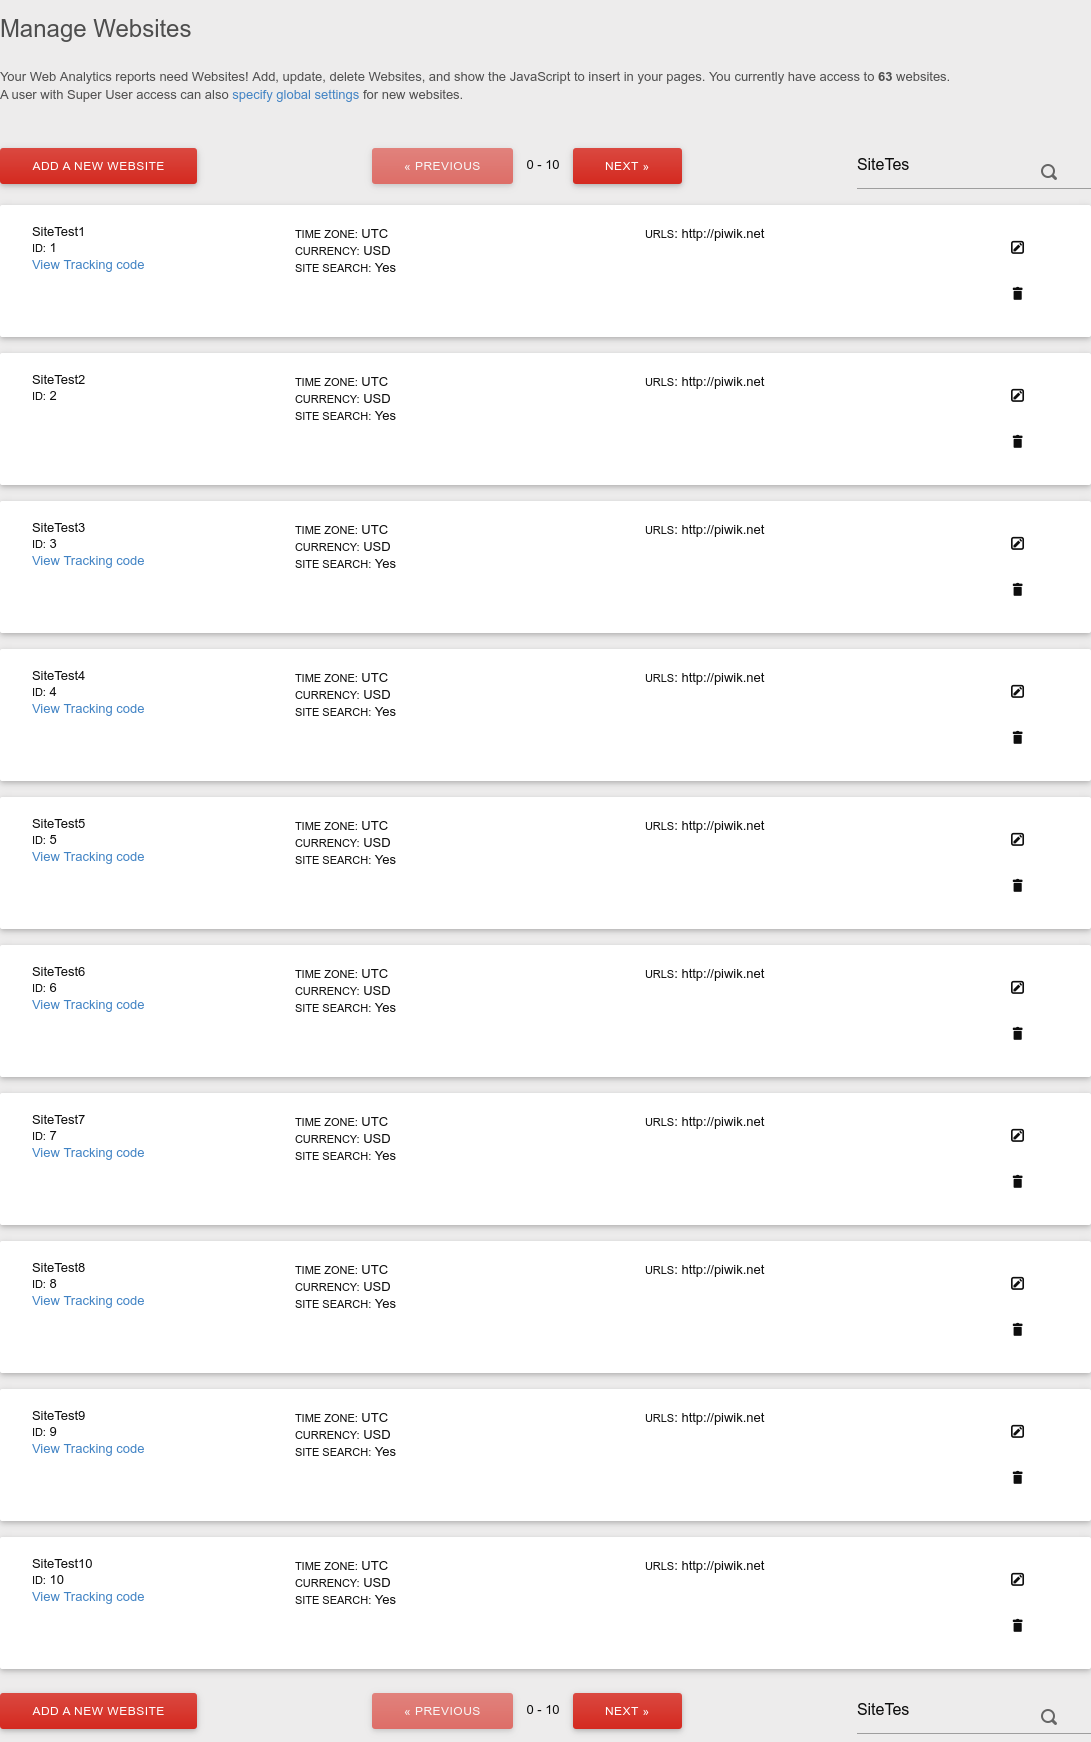 Manage Websites
Your Web Analytics reports need Websites! Add, update, delete Websites, and show the JavaScript to insert in your pages. You currently have access to 63 websites.
A user with Super User access can also specify global settings for new websites.
ADD A NEW WEBSITE « PREVIOUS 0 - 10 NEXT » SiteTes
SiteTest1 TIME ZONE: UTC URLS: http://piwik.net
ID: 1 CURRENCY: USD
View Tracking code SITE SEARCH: Yes
SiteTest2 TIME ZONE: UTC URLS: http://piwik.net
ID: 2 CURRENCY: USD
SITE SEARCH: Yes
SiteTest3 TIME ZONE: UTC URLS: http://piwik.net
ID: 3 CURRENCY: USD
View Tracking code SITE SEARCH: Yes
SiteTest4 TIME ZONE: UTC URLS: http://piwik.net
ID: 4 CURRENCY: USD
View Tracking code SITE SEARCH: Yes
SiteTest5 TIME ZONE: UTC URLS: http://piwik.net
ID: 5 CURRENCY: USD
View Tracking code SITE SEARCH: Yes
SiteTest6 TIME ZONE: UTC URLS: http://piwik.net
ID: 6 CURRENCY: USD
View Tracking code SITE SEARCH: Yes
SiteTest7 TIME ZONE: UTC URLS: http://piwik.net
ID: 7 CURRENCY: USD
View Tracking code SITE SEARCH: Yes
SiteTest8 TIME ZONE: UTC URLS: http://piwik.net
ID: 8 CURRENCY: USD
View Tracking code SITE SEARCH: Yes
SiteTest9 TIME ZONE: UTC URLS: http://piwik.net
ID: 9 CURRENCY: USD
View Tracking code SITE SEARCH: Yes
SiteTest10 TIME ZONE: UTC URLS: http://piwik.net
ID: 10 CURRENCY: USD
View Tracking code SITE SEARCH: Yes
ADD A NEW WEBSITE « PREVIOUS 0 - 10 NEXT » SiteTes